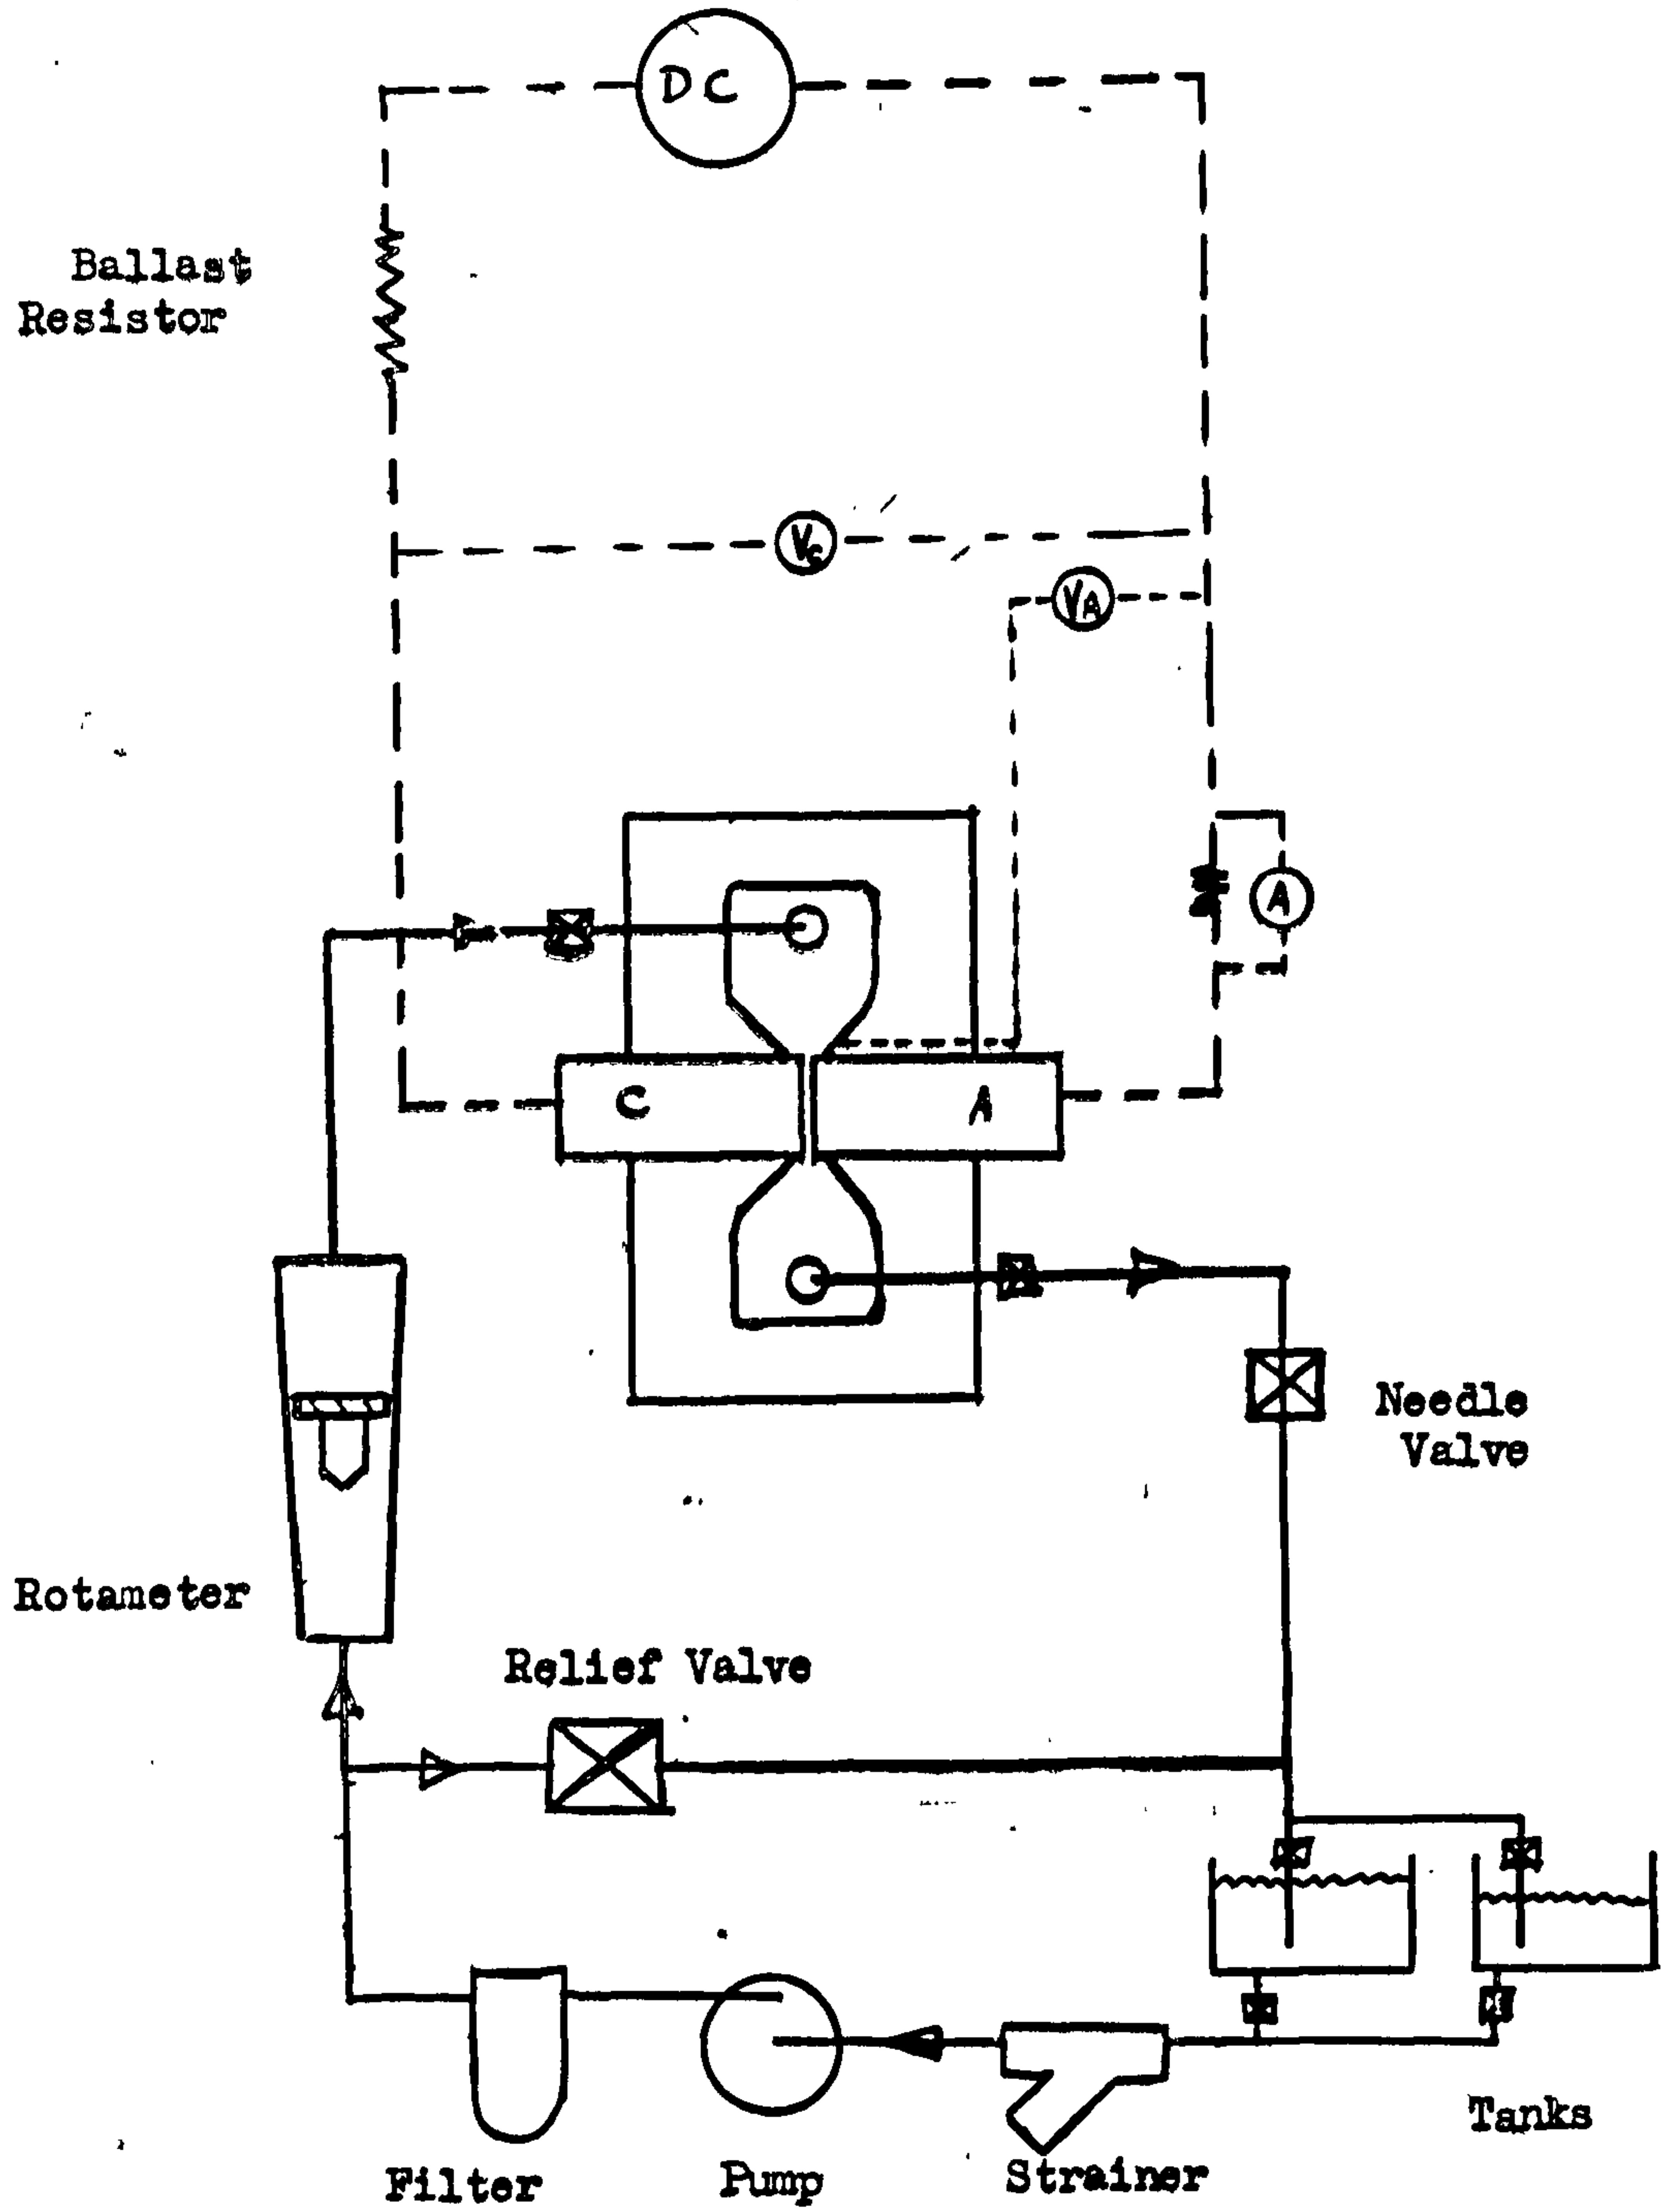 DC
Ballast
Resistor
Vc
VA
A
C
A
Needle
Valve
Rotameter
Relief Valve
Tanks
Filter
Pump
Strainer